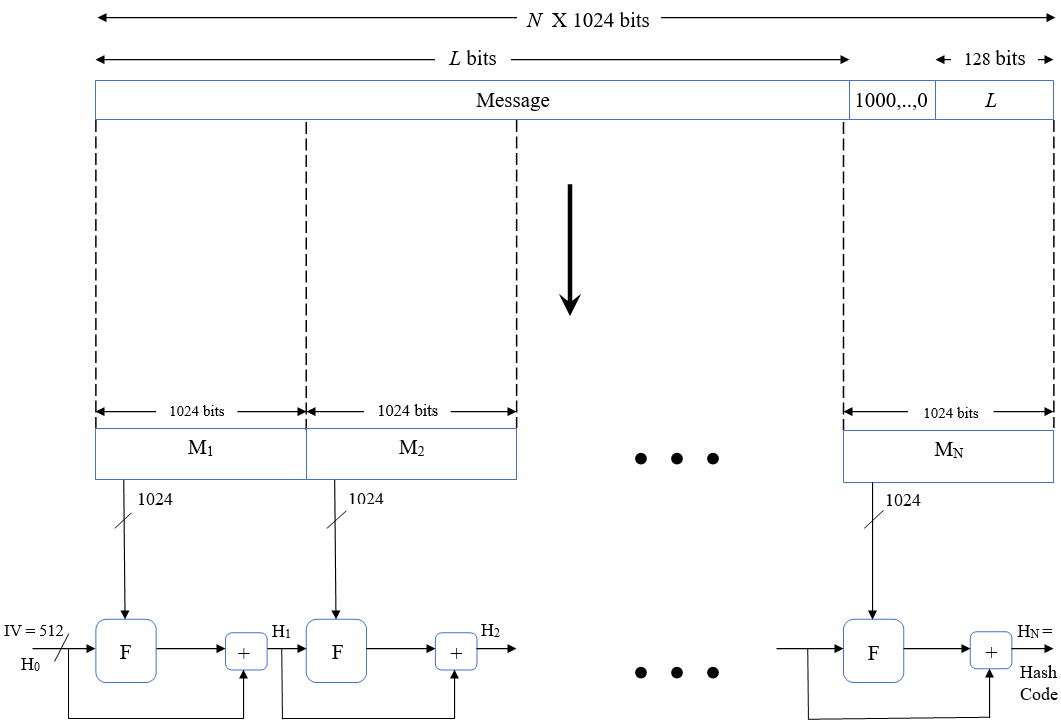 N X 1024 bits
L bits
128 bits
Message
1000,..,0
L
1024 bits
1024 bits
1024 bits
M1
M2
MN
1024
1024
1024
IV = 512
H0
F
+
H1
F
+
H2
F
+
HN =
Hash
Code